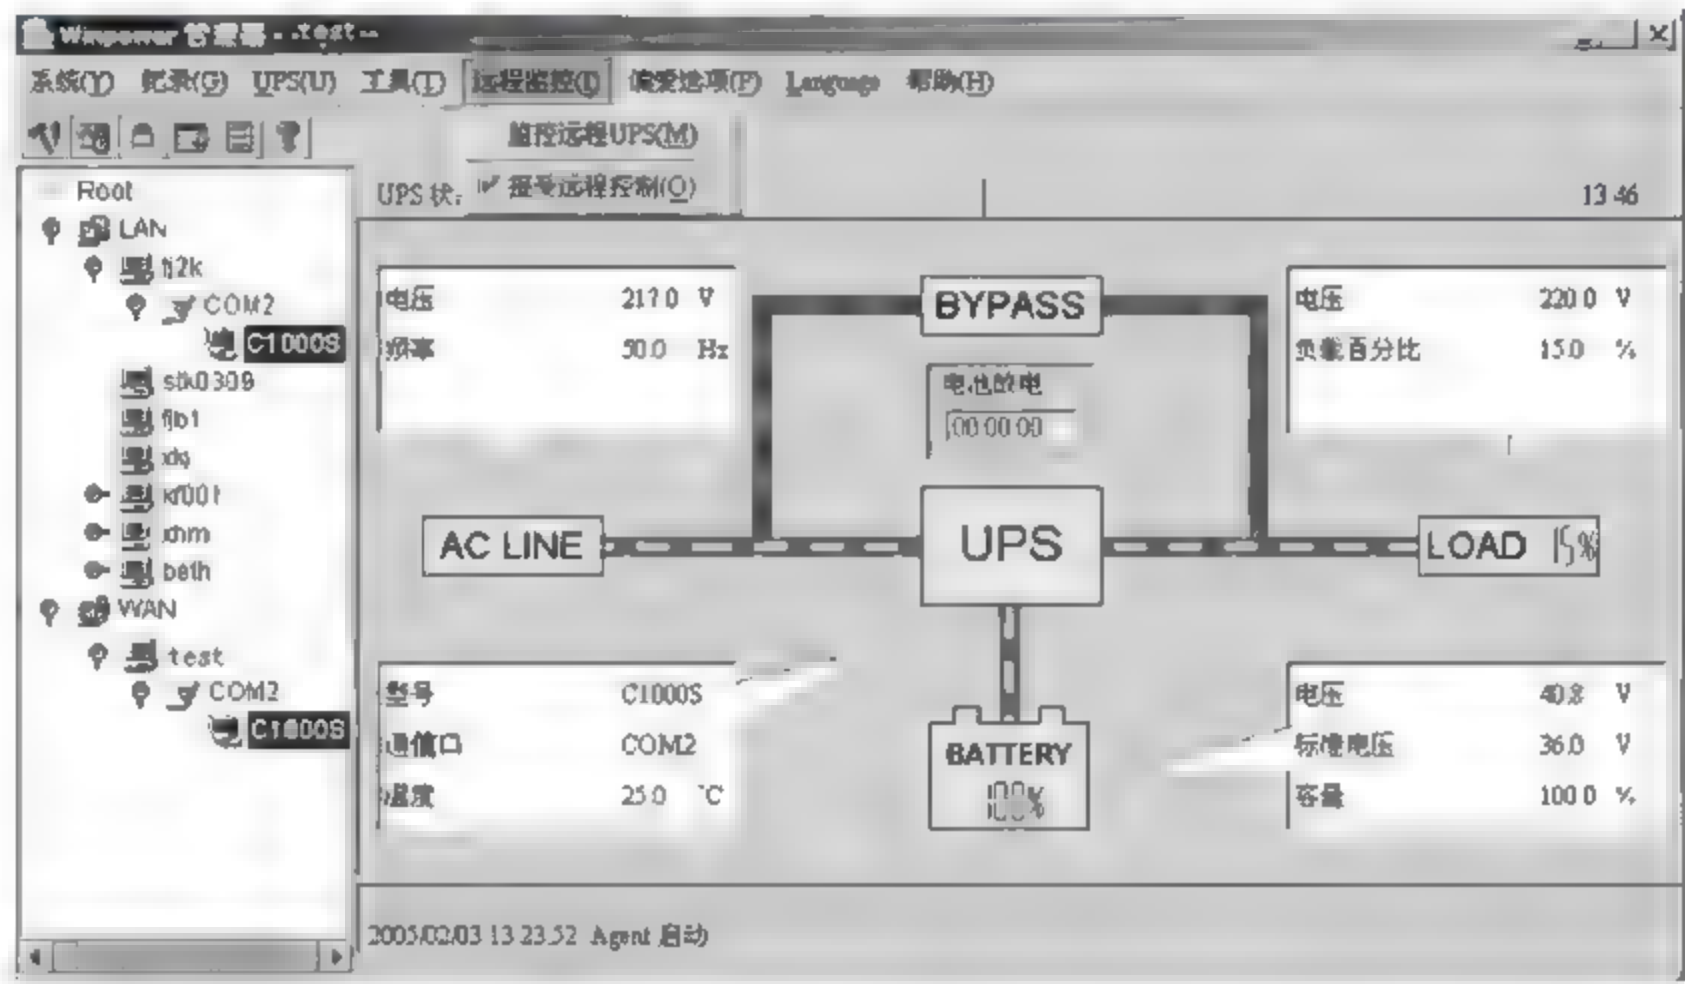 Winpower 管理器 - -test--
系统(Y) 纪录(G) UPS(U) 工具(T) 远程监控(I) 偏爱选项(P) Language 帮助(H)
监控远程UPS(M)
接受远程控制(O)
UPS 状: 13 46
Root
LAN
fj2k
COM2
C1000S
stk0309
fjb1
beth
WAN
test
COM2
C1000S
电压 217.0 V
频率 50.0 Hz
BYPASS
电池放电
00 00 00
电压 220 0 V
负载百分比 15.0 %
AC LINE
UPS
LOAD 15%
型号 C1000S
通信口 COM2
温度 25 0 °C
BATTERY
100%
电压 40.8 V
标准电压 36.0 V
容量 100 0 %
2005/02/03 13 23.52 Agent 启动